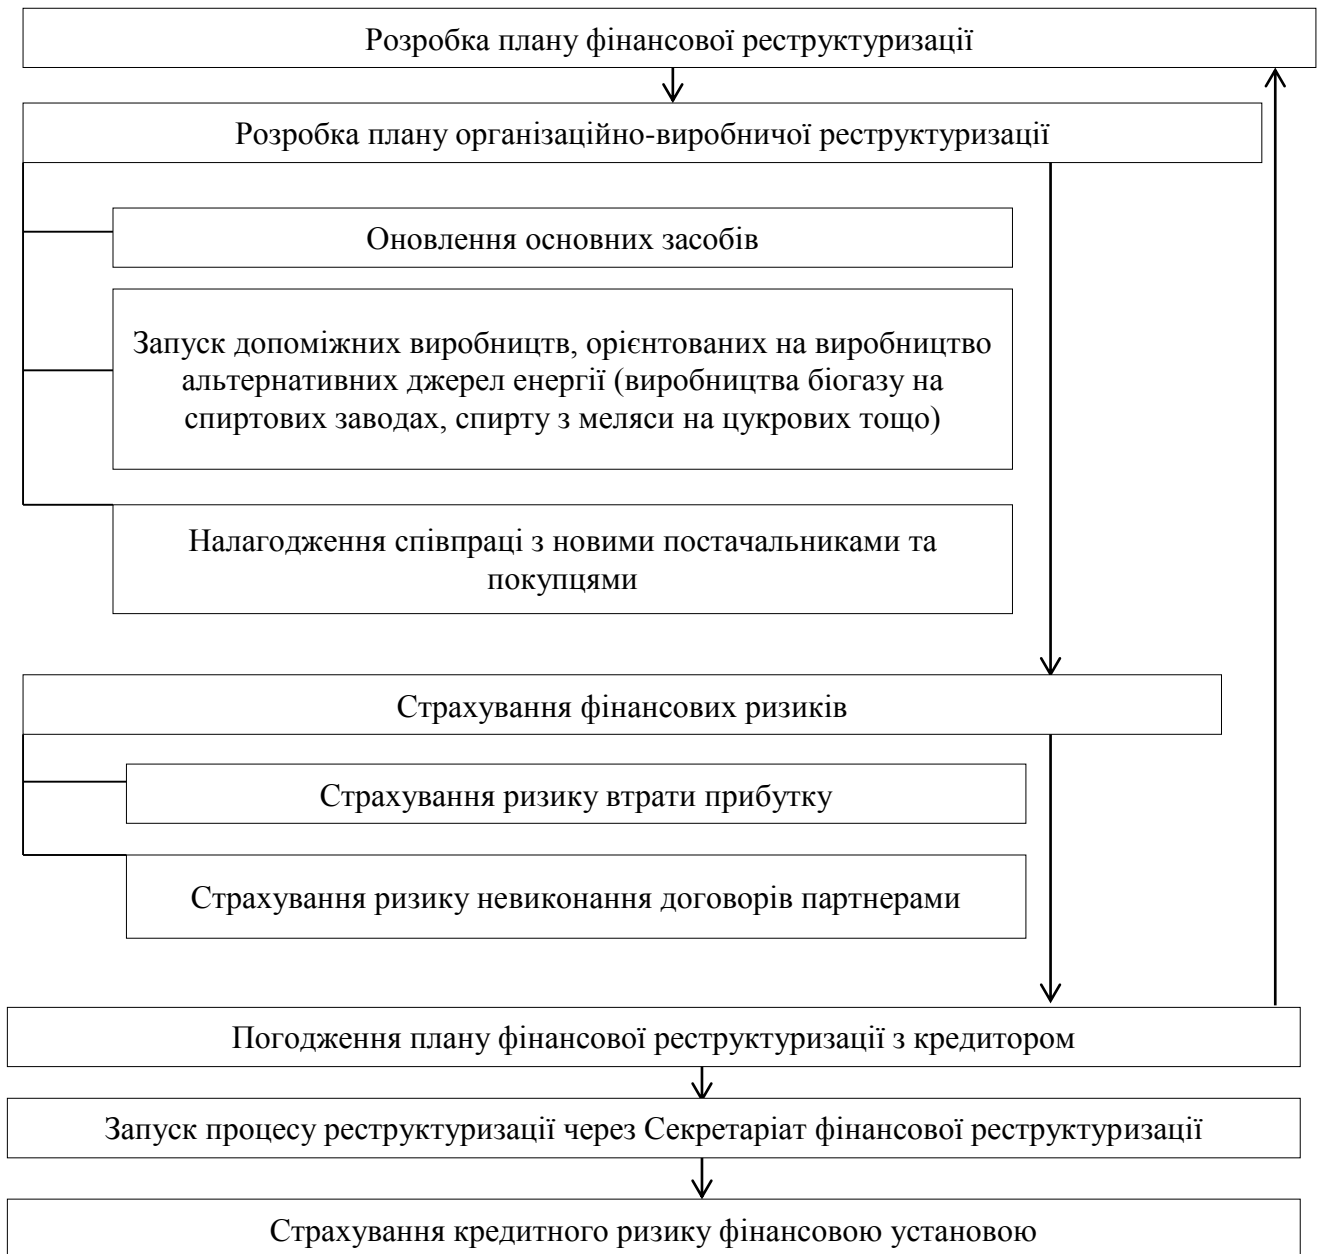 Розробка плану фінансової реструктуризації
Розробка плану організаційно-виробничої реструктуризації
Оновлення основних засобів
Запуск допоміжних виробництв, орієнтованих на виробництво
альтернативних джерел енергії (виробництва біогазу на
спиртових заводах, спирту з меляси на цукрових тощо)
Налагодження співпраці з новими постачальниками та
покупцями
Страхування фінансових ризиків
Страхування ризику втрати прибутку
Страхування ризику невиконання договорів партнерами
Погодження плану фінансової реструктуризації з кредитором
Запуск процесу реструктуризації через Секретаріат фінансової реструктуризації
Страхування кредитного ризику фінансовою установою